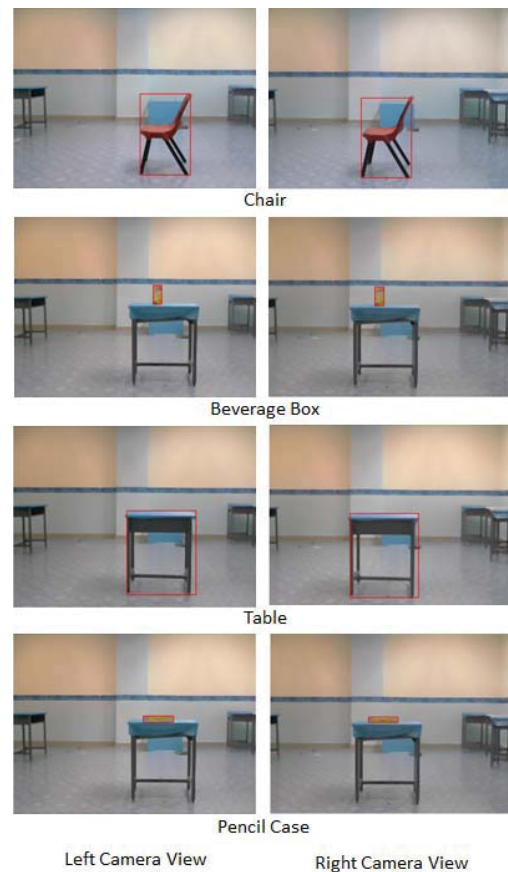 Chair
Beverage Box
Table
Pencil Case
Left Camera View
Right Camera View